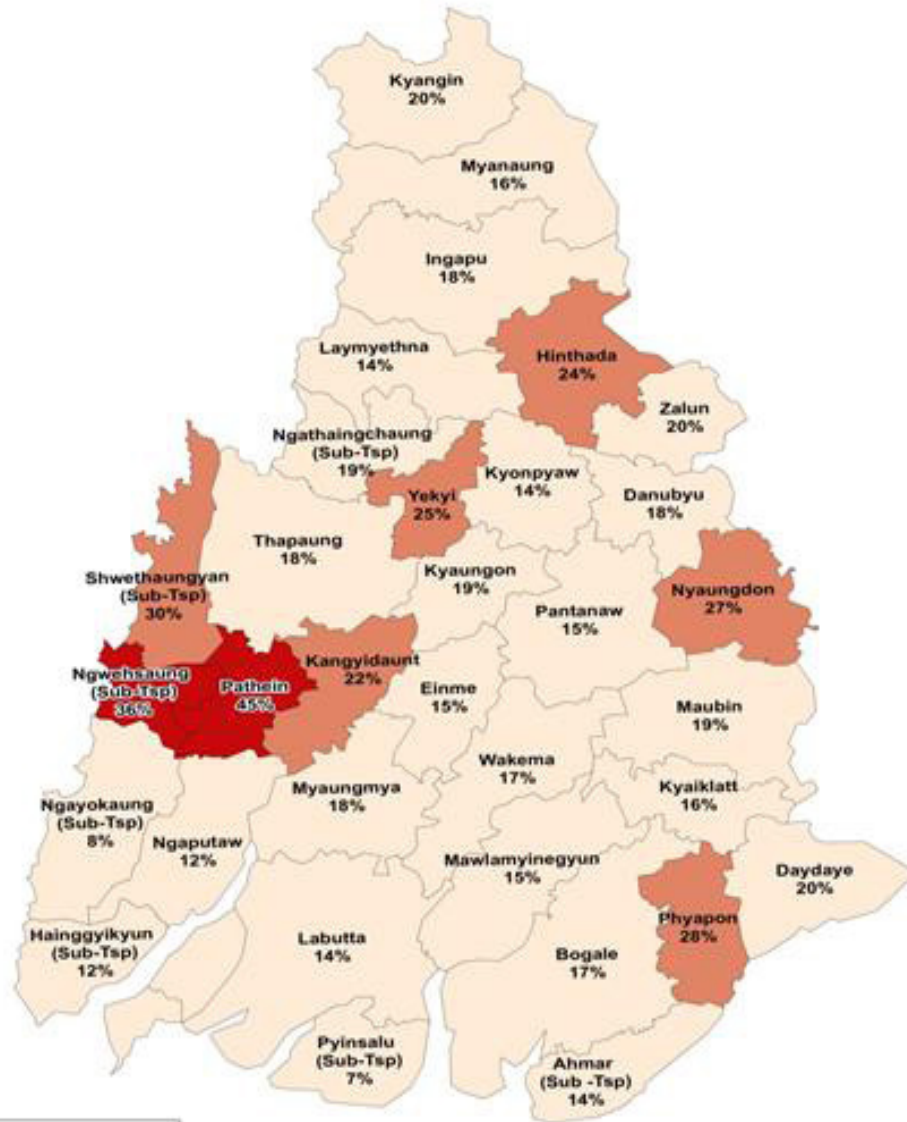 Kyangin
20%
Myanaung
16%
Ingapu
18%
Laymyethna
14%
Hinthada
24%
Zalun
20%
Ngathaingchaung
(Sub-Tsp)
19%
Yekyi
25%
Kyonpyaw
14%
Danubyu
18%
Thapaung
18%
Shwethaungyan
(Sub-Tsp)
30%
Kyaungon
19%
Pantanaw
15%
Nyaungdon
27%
Ngwehsaung
(Sub-Tsp)
36%
Pathein
45%
Kangyidaunt
22%
Einme
15%
Maubin
19%
Wakema
17%
Myaungmya
18%
Kyaiklatt
16%
Ngayokaung
(Sub-Tsp)
8%
Ngaputaw
12%
Mawlamyinegyun
15%
Daydaye
20%
Hainggyikyun
(Sub-Tsp)
12%
Labutta
14%
Bogale
17%
Phyapon
28%
Pyinsalu
(Sub-Tsp)
7%
Ahmar
(Sub -Tsp)
14%